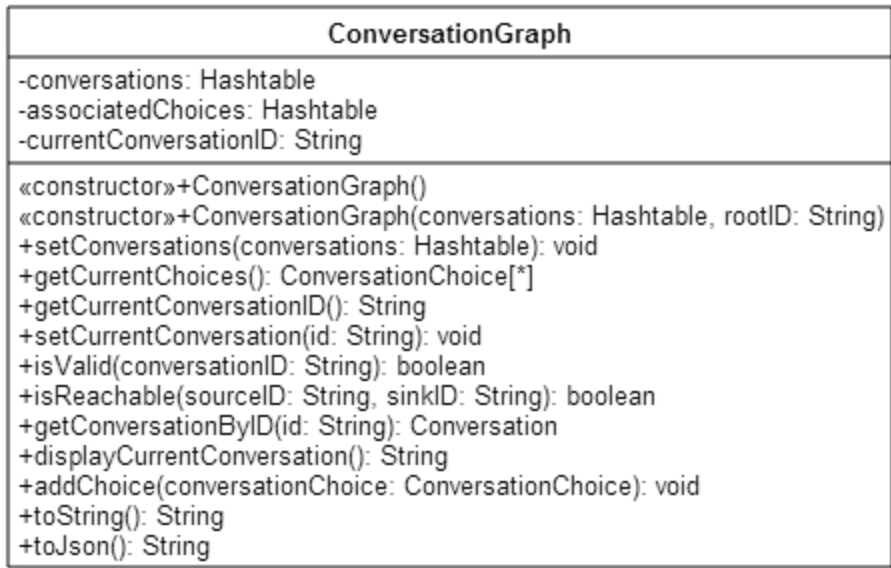 ConversationGraph
-conversations: Hashtable
-associatedChoices: Hashtable
-currentConversationID: String
«constructor»+ConversationGraph()
«constructor»+ConversationGraph(conversations: Hashtable, rootID: String)
+setConversations(conversations: Hashtable): void
+getCurrentChoices(): ConversationChoice[*]
+getCurrentConversationID(): String
+setCurrentConversation(id: String): void
+isValid(conversationID: String): boolean
+isReachable(sourceID: String, sinkID: String): boolean
+getConversationByID(id: String): Conversation
+displayCurrentConversation(): String
+addChoice(conversationChoice: ConversationChoice): void
+toString(): String
+toJson(): String